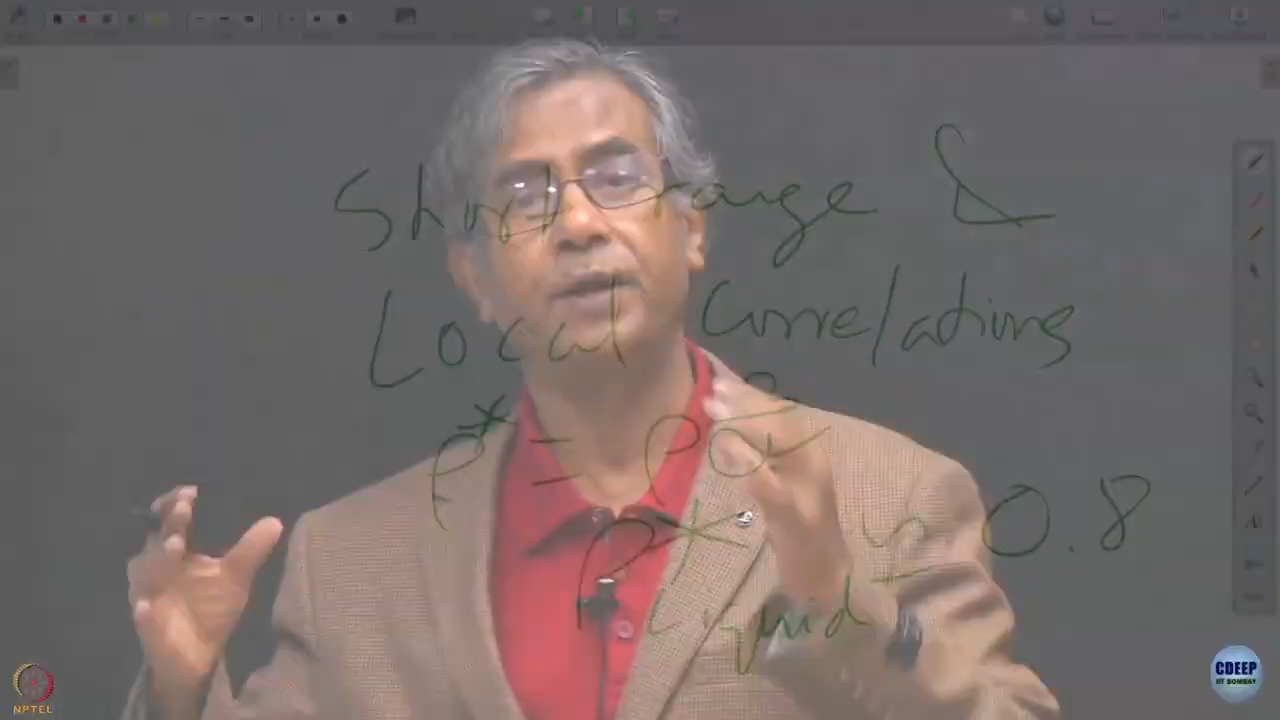 Short range &
Local Correlations
ρ* = ρσ³
ρ* liquid ≃ 0.8
NPTEL
CDEEP
IIT BOMBAY